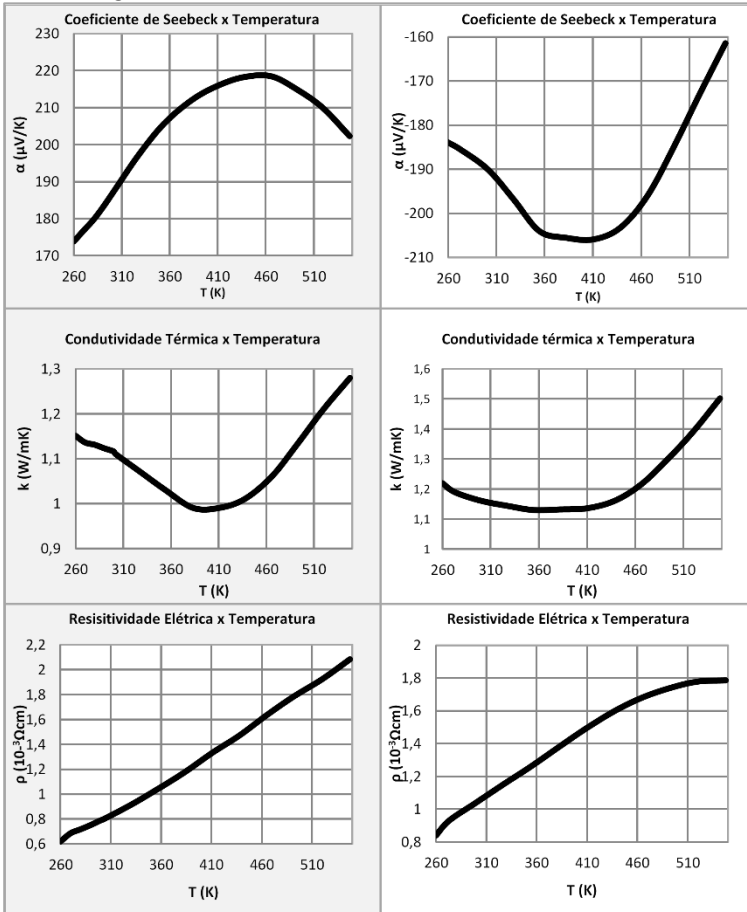 Coeficiente de Seebeck x Temperatura
230
220
210
200
190
180
170
α (µV/K)
260 310 360 410 460 510
T (K)
Coeficiente de Seebeck x Temperatura
-160
-170
-180
-190
-200
-210
α (µV/K)
260 310 360 410 460 510
T (K)
Condutividade Térmica x Temperatura
1,3
1,2
1,1
1
0,9
k (W/mK)
260 310 360 410 460 510
T (K)
Condutividade térmica x Temperatura
1,6
1,5
1,4
1,3
1,2
1,1
1
k (W/mK)
260 310 360 410 460 510
T (K)
Resisitividade Elétrica x Temperatura
2,2
2
1,8
1,6
1,4
1,2
1
0,8
0,6
ρ (10⁻³Ωcm)
260 310 360 410 460 510
T (K)
Resistividade Elétrica x Temperatura
2
1,8
1,6
1,4
1,2
1
0,8
ρ (10⁻³Ωcm)
260 310 360 410 460 510
T (K)